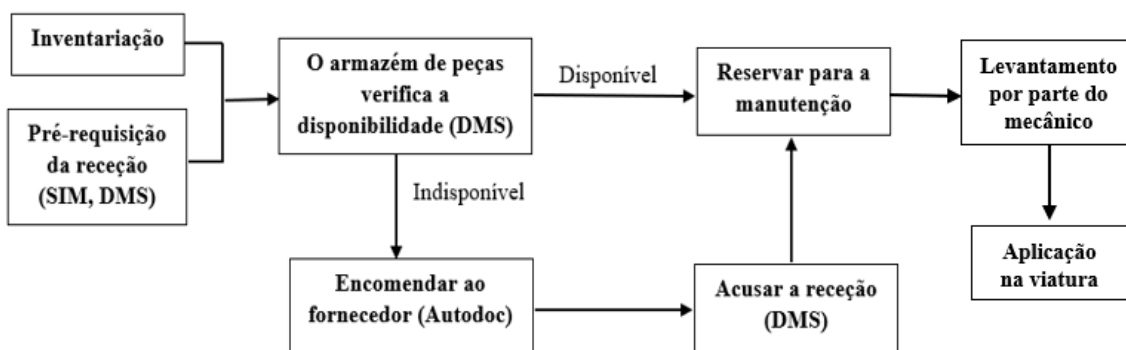 Inventariação
Pré-requisição
da receção
(SIM, DMS)
O armazém de peças
verifica a
disponibilidade (DMS)
Disponível
Indisponível
Encomendar ao
fornecedor (Autodoc)
Acusar a receção
(DMS)
Reservar para a
manutenção
Levantamento
por parte do
mecânico
Aplicação
na viatura